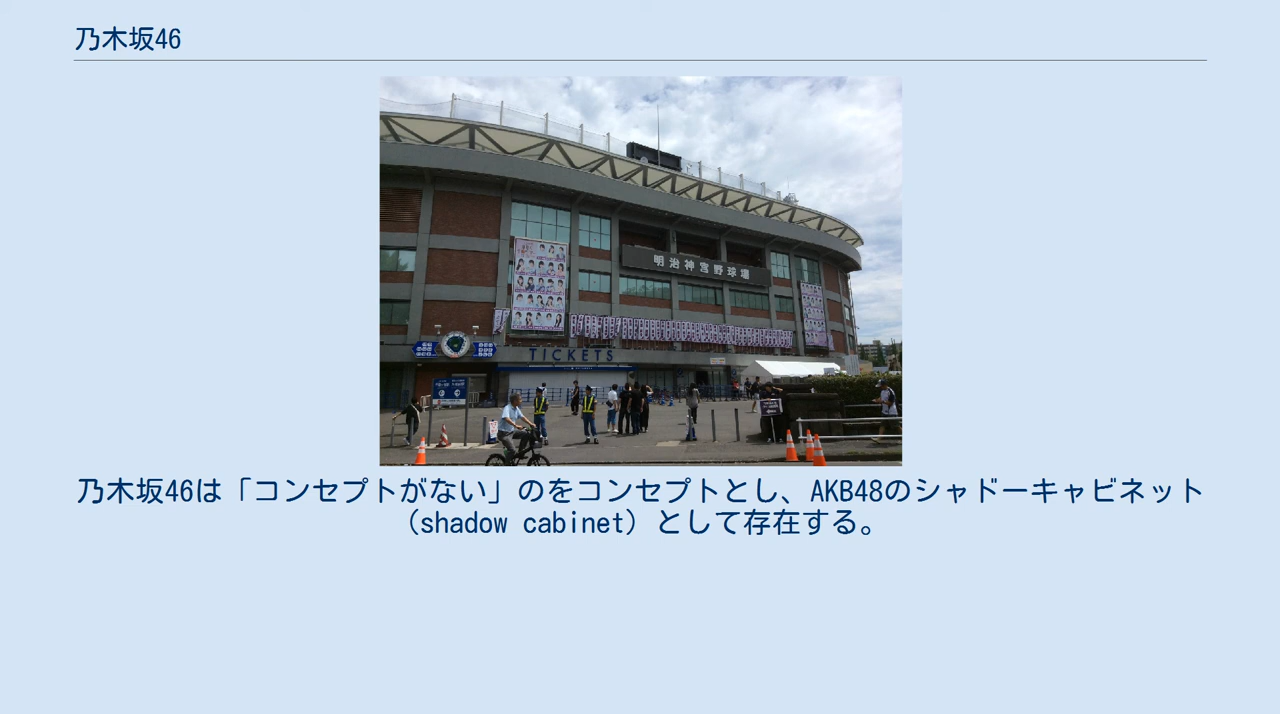 乃木坂46
明治神宮野球場
TICKETS
乃木坂46は「コンセプトがない」のをコンセプトとし、AKB48のシャドーキャビネット
（shadow cabinet）として存在する。